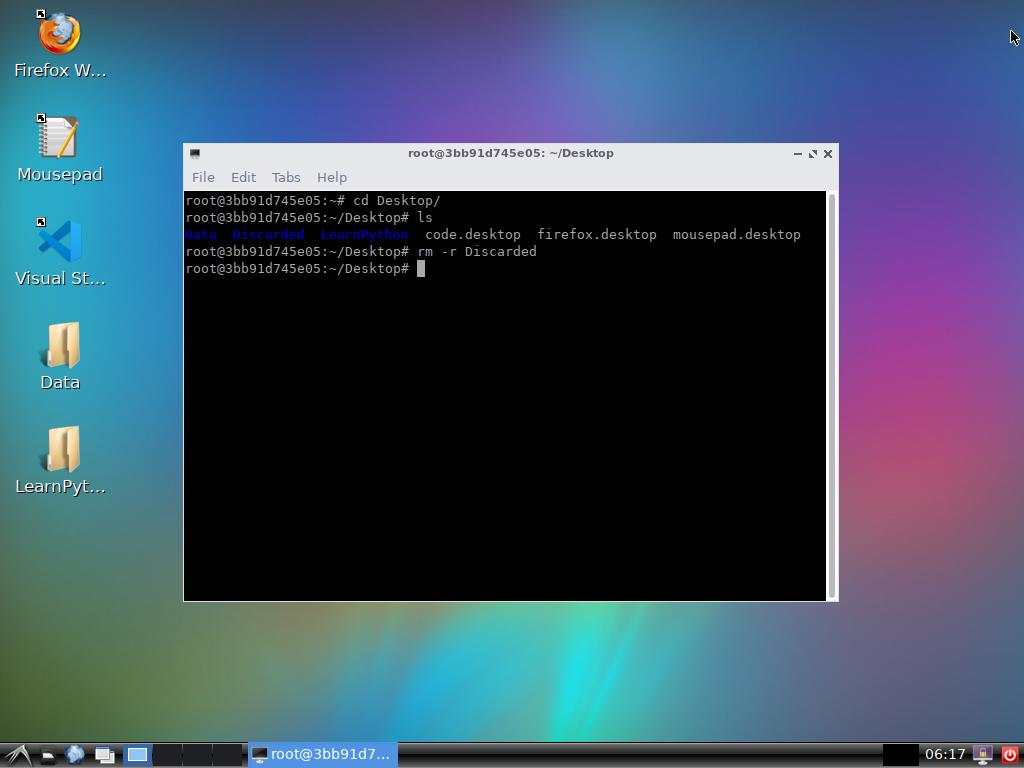 Firefox W...
Mousepad
Visual St...
Data
LearnPyt...
root@3bb91d745e05: ~/Desktop
File Edit Tabs Help
root@3bb91d745e05:~# cd Desktop/
root@3bb91d745e05:~/Desktop# ls
Data Discarded LearnPython code.desktop firefox.desktop mousepad.desktop
root@3bb91d745e05:~/Desktop# rm -r Discarded
root@3bb91d745e05:~/Desktop#
root@3bb91d7...
06:17